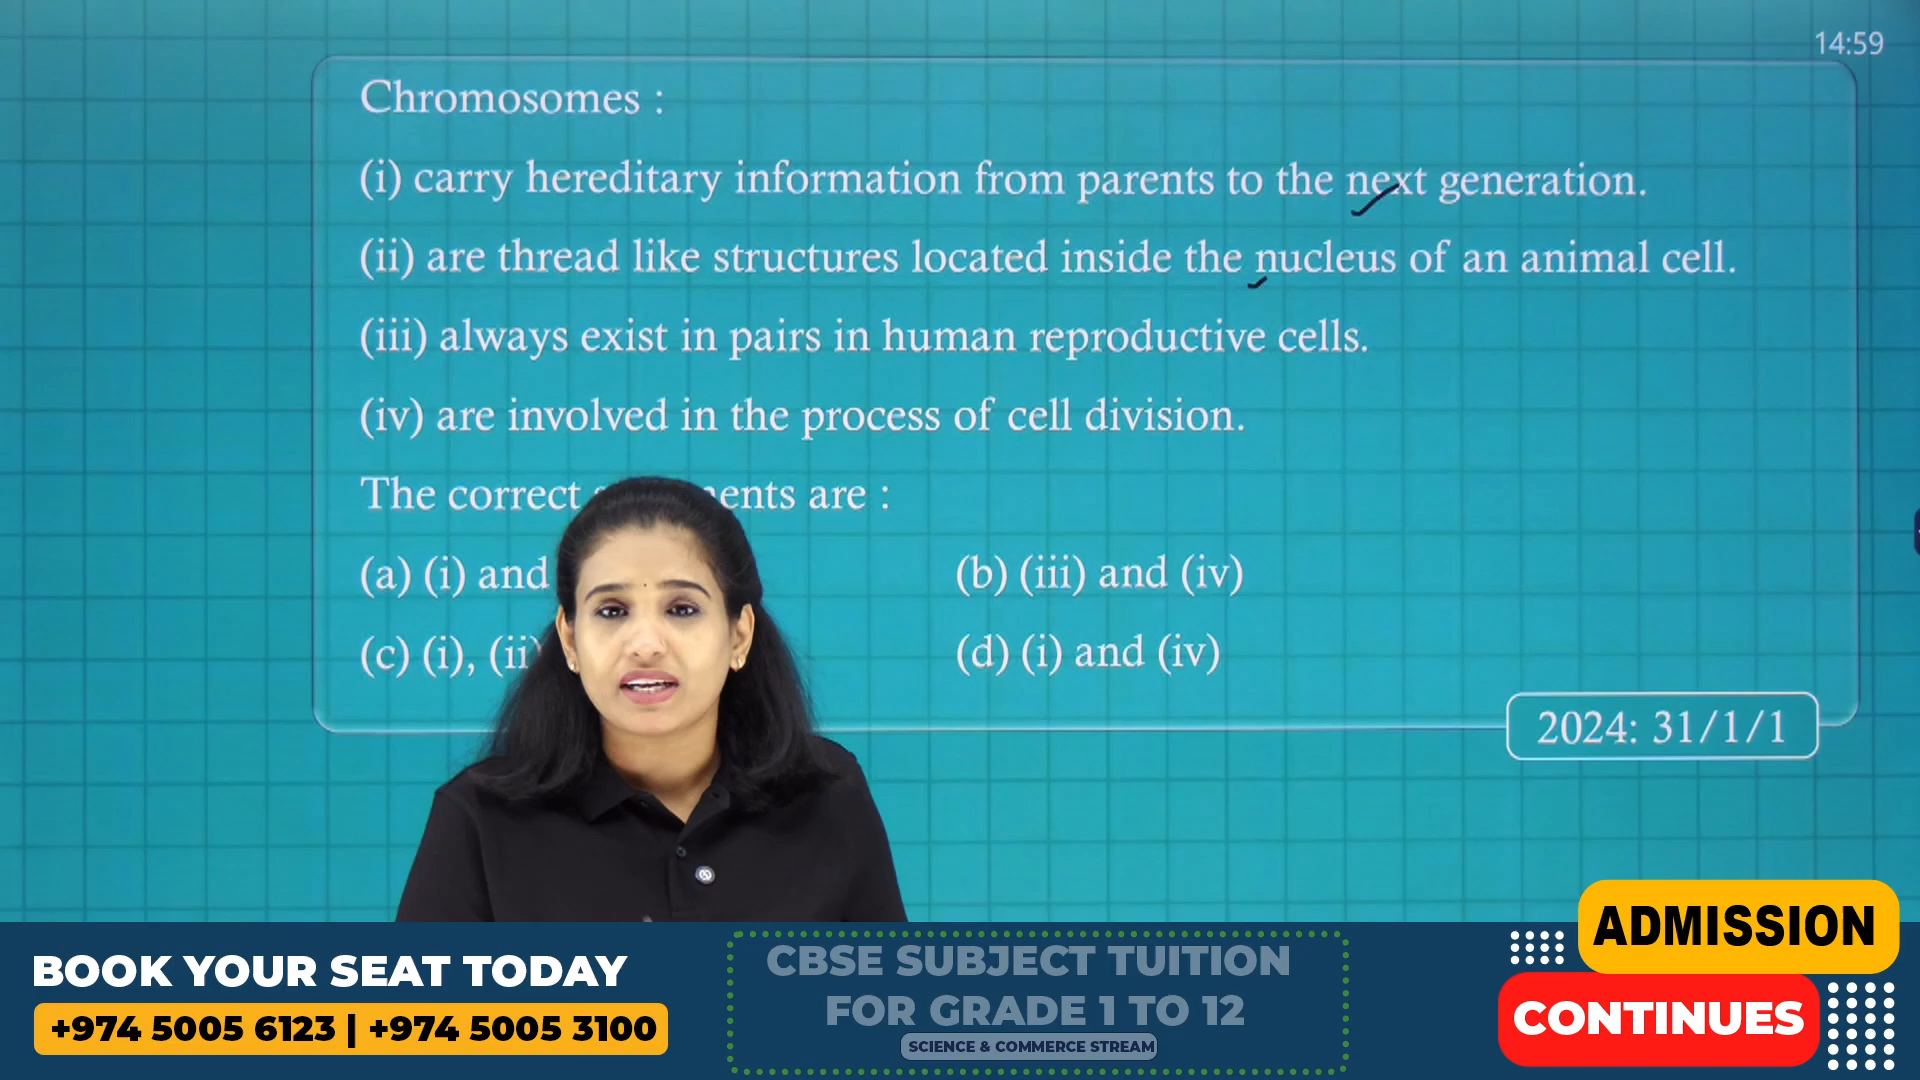 14:59
Chromosomes :
(i) carry hereditary information from parents to the next generation.
(ii) are thread like structures located inside the nucleus of an animal cell.
(iii) always exist in pairs in human reproductive cells.
(iv) are involved in the process of cell division.
The correct are :
(a) (i) and
(b) (iii) and (iv)
(c) (i), (ii)
(d) (i) and (iv)
2024: 31/1/1
BOOK YOUR SEAT TODAY
+974 5005 6123 | +974 5005 3100
CBSE SUBJECT TUITION
FOR GRADE 1 TO 12
SCIENCE & COMMERCE STREAM
ADMISSION
CONTINUES